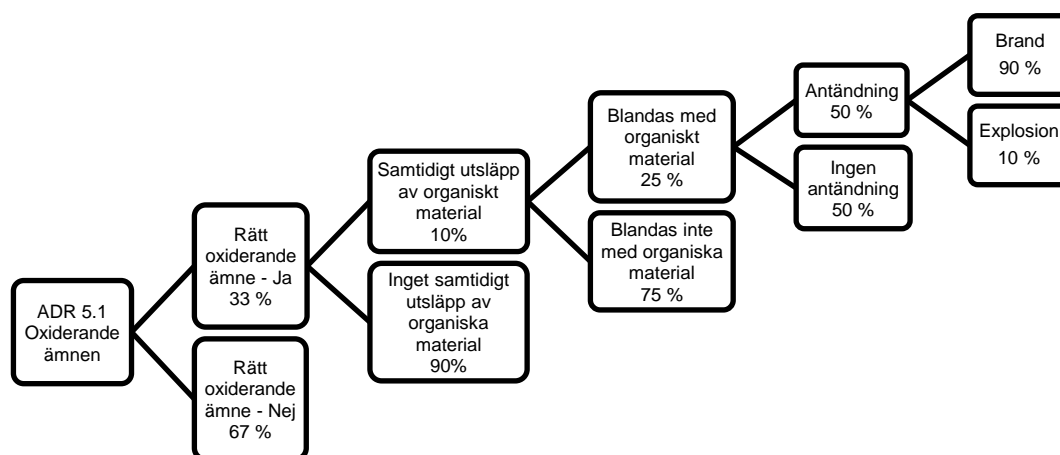 ADR 5.1
Oxiderande
ämnen
Rätt
oxiderande
ämne - Ja
33 %
Rätt
oxiderande
ämne - Nej
67 %
Samtidigt utsläpp
av organiskt
material
10%
Inget samtidigt
utsläpp av
organiska
material
90%
Blandas med
organiskt
material
25 %
Blandas inte
med organiska
material
75 %
Antändning
50 %
Ingen
antändning
50 %
Brand
90 %
Explosion
10 %